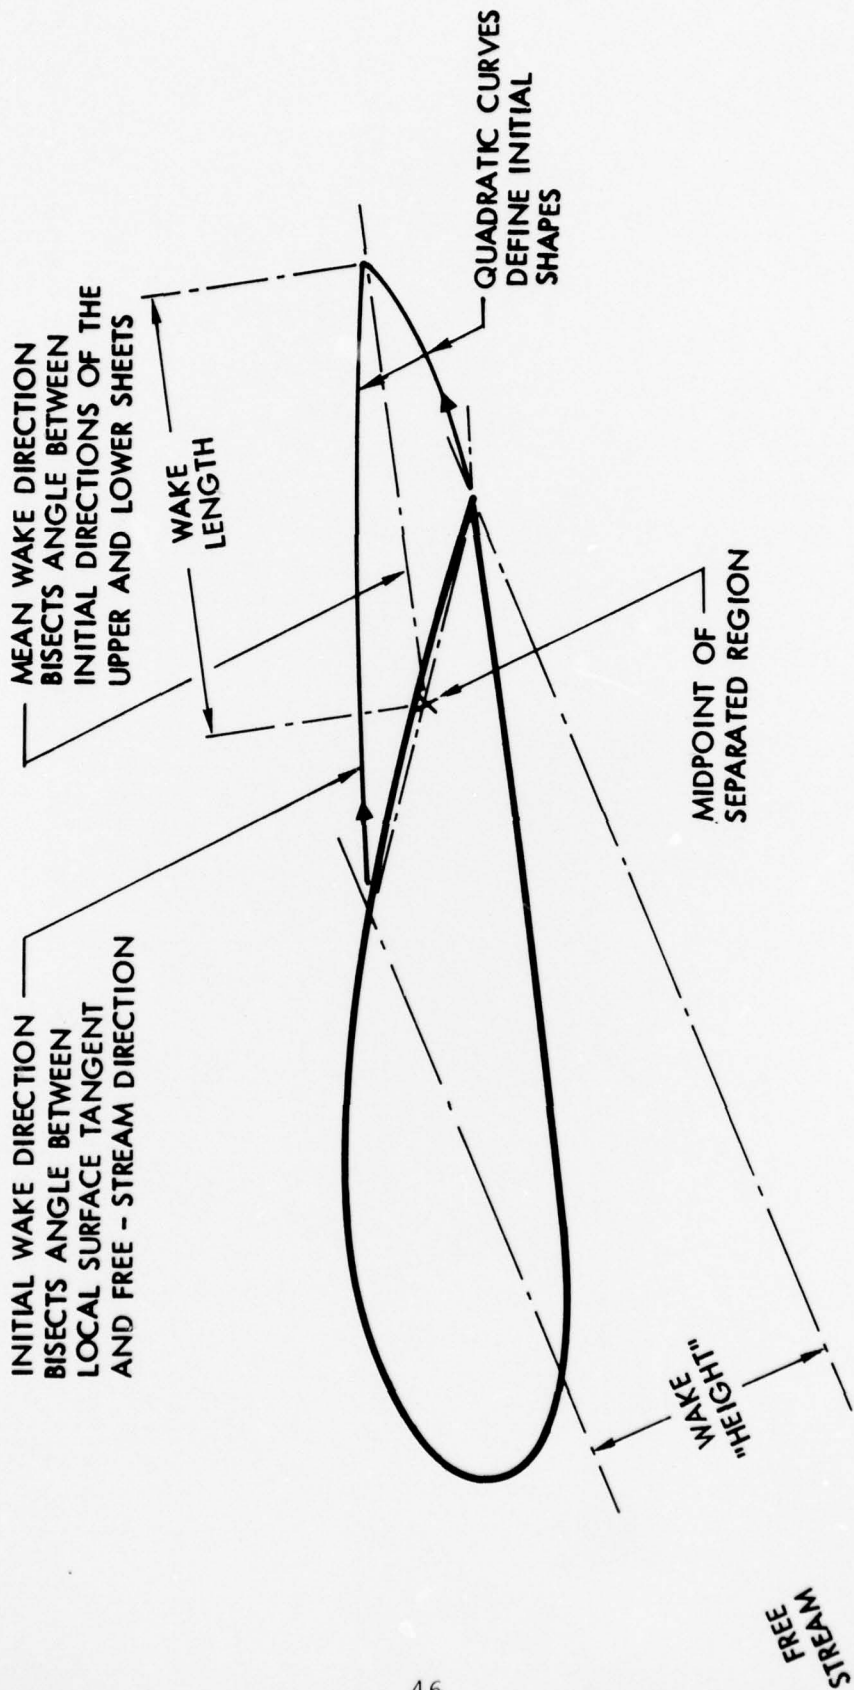 INITIAL WAKE DIRECTION
BISECTS ANGLE BETWEEN
LOCAL SURFACE TANGENT
AND FREE - STREAM DIRECTION
MEAN WAKE DIRECTION
BISECTS ANGLE BETWEEN
INITIAL DIRECTIONS OF THE
UPPER AND LOWER SHEETS
WAKE
LENGTH
QUADRATIC CURVES
DEFINE INITIAL
SHAPES
MIDPOINT OF
SEPARATED REGION
WAKE
"HEIGHT"
FREE
STREAM
46